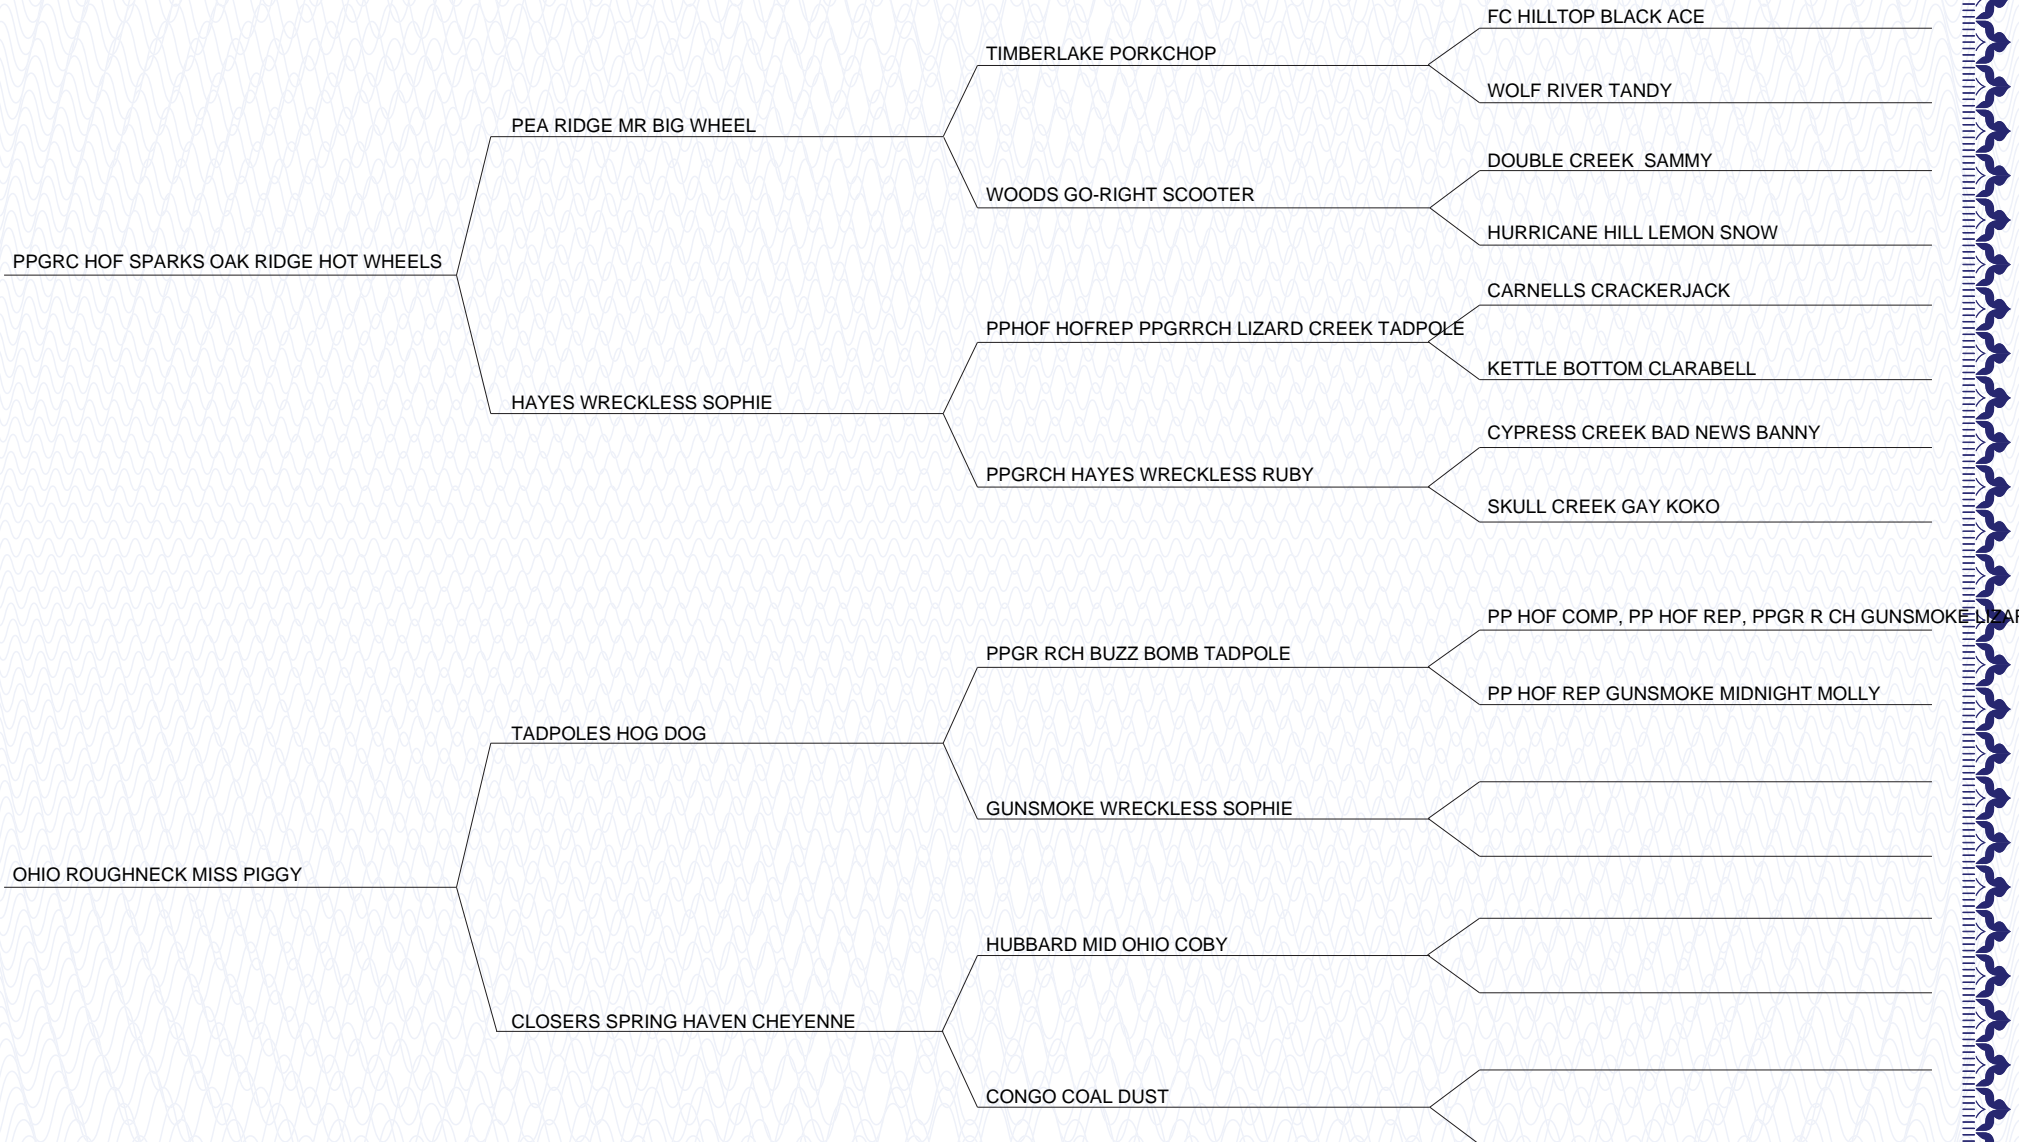 FC HILLTOP BLACK ACE
TIMBERLAKE PORKCHOP
WOLF RIVER TANDY
PEA RIDGE MR BIG WHEEL
DOUBLE CREEK  SAMMY
WOODS GO-RIGHT SCOOTER
HURRICANE HILL LEMON SNOW
PPGRC HOF SPARKS OAK RIDGE HOT WHEELS
CARNELLS CRACKERJACK
PPHOF HOFREP PPGRRCH LIZARD CREEK TADPOLE
KETTLE BOTTOM CLARABELL
HAYES WRECKLESS SOPHIE
CYPRESS CREEK BAD NEWS BANNY
PPGRCH HAYES WRECKLESS RUBY
SKULL CREEK GAY KOKO
PP HOF COMP, PP HOF REP, PPGR R CH GUNSMOKE
PPGR RCH BUZZ BOMB TADPOLE
PP HOF REP GUNSMOKE MIDNIGHT MOLLY
TADPOLES HOG DOG
GUNSMOKE WRECKLESS SOPHIE
OHIO ROUGHNECK MISS PIGGY
HUBBARD MID OHIO COBY
CLOSERS SPRING HAVEN CHEYENNE
CONGO COAL DUST